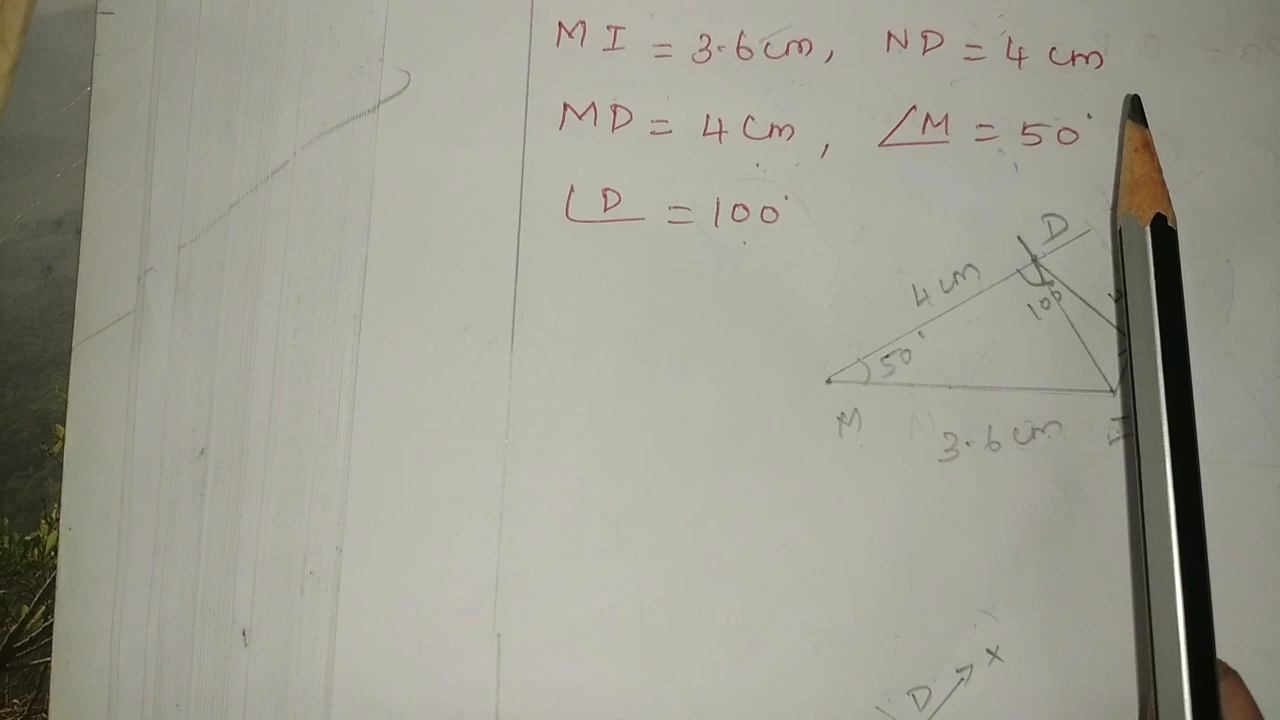 MI = 3.6 cm, ND = 4 cm
MD = 4 cm, ∠M = 50°
∠D = 100°
D
4 cm
100
50°
M
3.6 cm
D → X